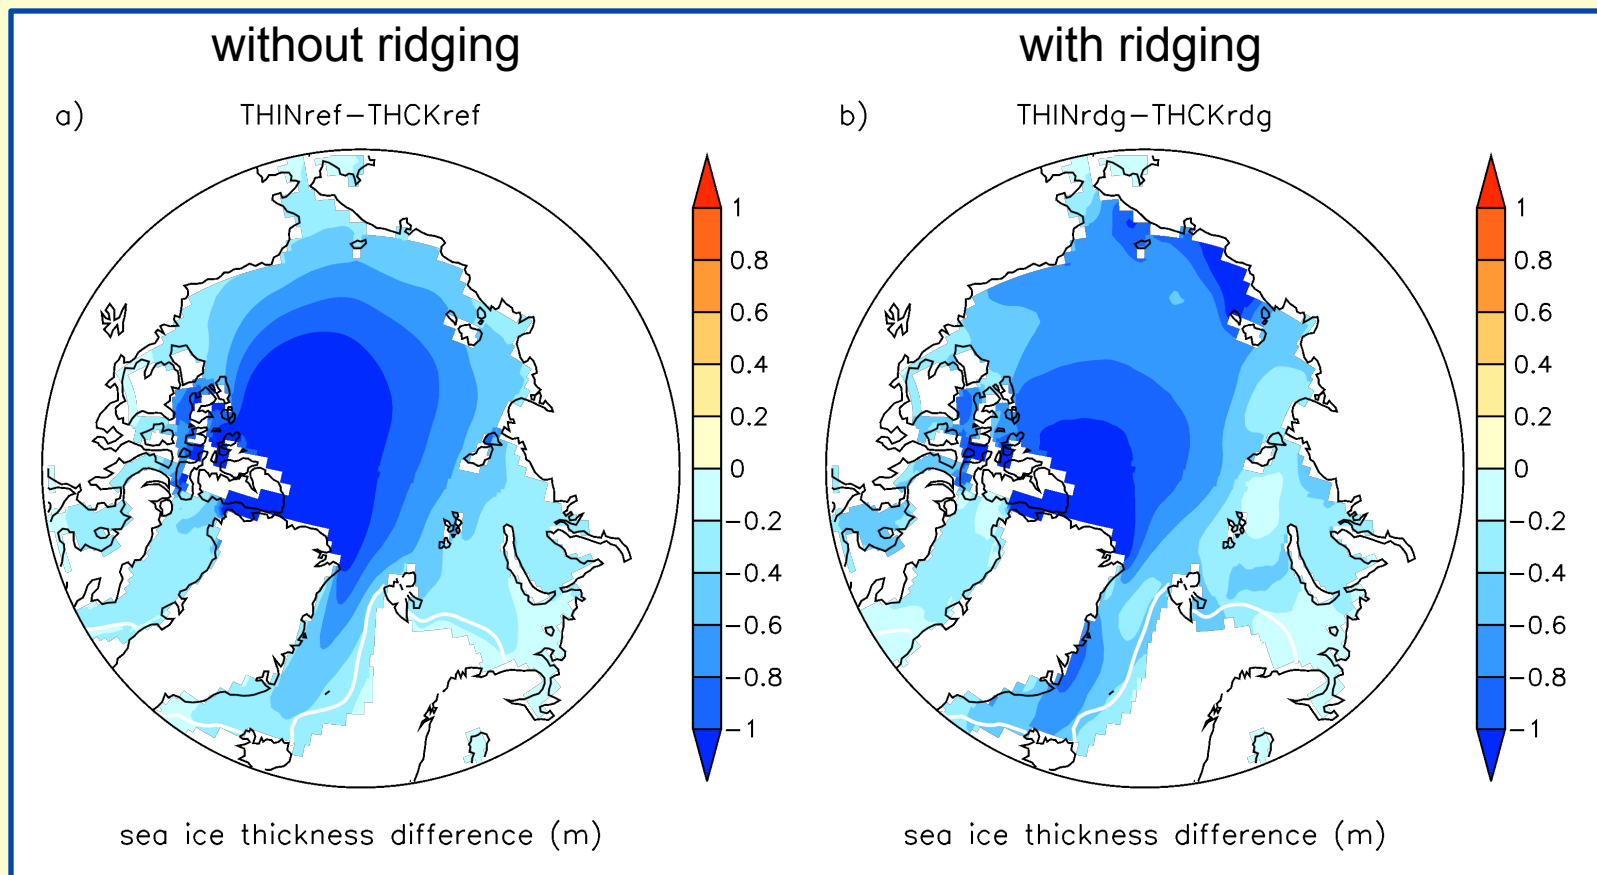 without ridging
with ridging
a)
THINref−THCKref
b)
THINrdg−THCKrdg
1
0.8
0.6
0.4
0.2
0
−0.2
−0.4
−0.6
−0.8
−1
1
0.8
0.6
0.4
0.2
0
−0.2
−0.4
−0.6
−0.8
−1
sea ice thickness difference (m)
sea ice thickness difference (m)